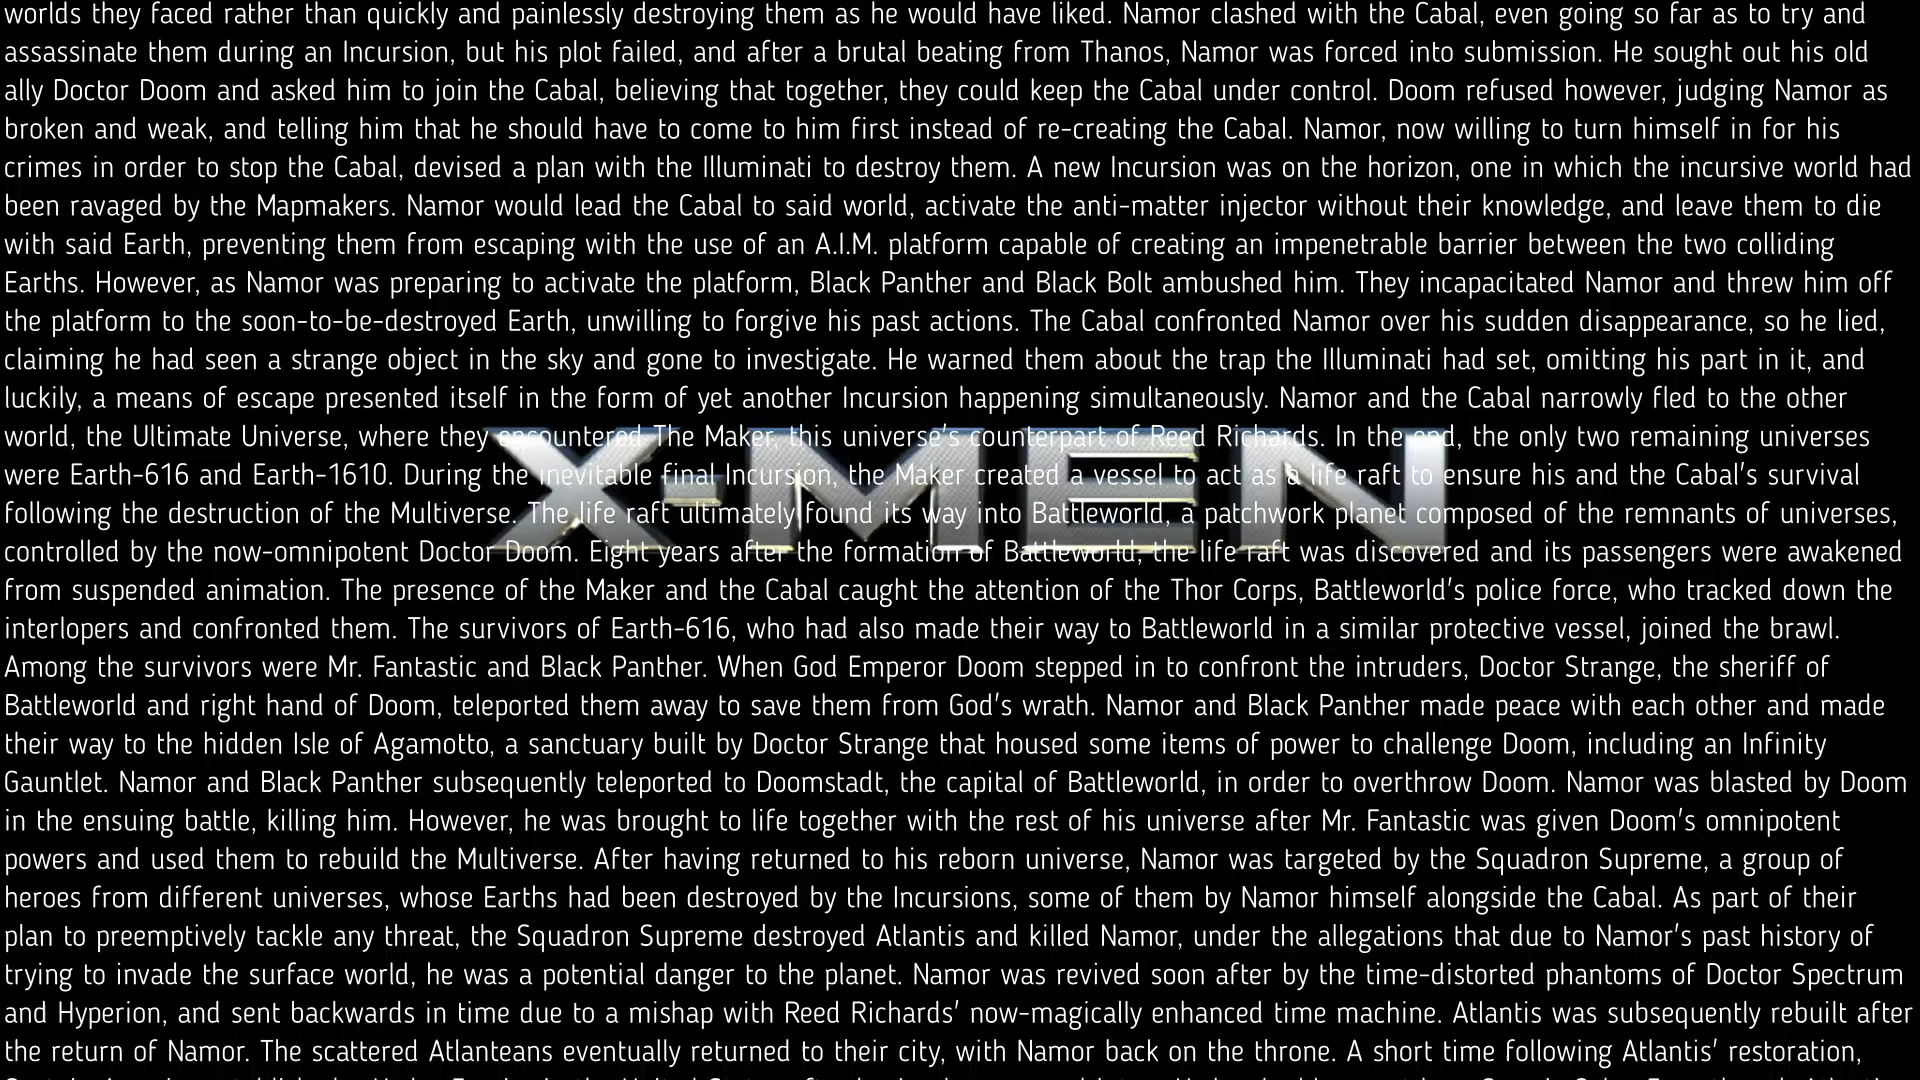 worlds they faced rather than quickly and painlessly destroying them as he would have liked. Namor clashed with the Cabal, even going so far as to try and
assassinate them during an Incursion, but his plot failed, and after a brutal beating from Thanos, Namor was forced into submission. He sought out his old
ally Doctor Doom and asked him to join the Cabal, believing that together, they could keep the Cabal under control. Doom refused however, judging Namor as
broken and weak, and telling him that he should have to come to him first instead of re-creating the Cabal. Namor, now willing to turn himself in for his
crimes in order to stop the Cabal, devised a plan with the Illuminati to destroy them. A new Incursion was on the horizon, one in which the incursive world had
been ravaged by the Mapmakers. Namor would lead the Cabal to said world, activate the anti-matter injector without their knowledge, and leave them to die
with said Earth, preventing them from escaping with the use of an A.I.M. platform capable of creating an impenetrable barrier between the two colliding
Earths. However, as Namor was preparing to activate the platform, Black Panther and Black Bolt ambushed him. They incapacitated Namor and threw him off
the platform to the soon-to-be-destroyed Earth, unwilling to forgive his past actions. The Cabal confronted Namor over his sudden disappearance, so he lied,
claiming he had seen a strange object in the sky and gone to investigate. He warned them about the trap the Illuminati had set, omitting his part in it, and
luckily, a means of escape presented itself in the form of yet another Incursion happening simultaneously. Namor and the Cabal narrowly fled to the other
world, the Ultimate Universe, where they encountered The Maker, this universe's counterpart of Reed Richards. In the end, the only two remaining universes
were Earth-616 and Earth-1610. During the inevitable final Incursion, the Maker created a vessel to act as a life raft to ensure his and the Cabal's survival
X-MEN
following the destruction of the Multiverse. The life raft ultimately found its way into Battleworld, a patchwork planet composed of the remnants of universes,
controlled by the now-omnipotent Doctor Doom. Eight years after the formation of Battleworld, the life raft was discovered and its passengers were awakened
from suspended animation. The presence of the Maker and the Cabal caught the attention of the Thor Corps, Battleworld's police force, who tracked down the
interlopers and confronted them. The survivors of Earth-616, who had also made their way to Battleworld in a similar protective vessel, joined the brawl.
Among the survivors were Mr. Fantastic and Black Panther. When God Emperor Doom stepped in to confront the intruders, Doctor Strange, the sheriff of
Battleworld and right hand of Doom, teleported them away to save them from God's wrath. Namor and Black Panther made peace with each other and made
their way to the hidden Isle of Agamotto, a sanctuary built by Doctor Strange that housed some items of power to challenge Doom, including an Infinity
Gauntlet. Namor and Black Panther subsequently teleported to Doomstadt, the capital of Battleworld, in order to overthrow Doom. Namor was blasted by Doom
in the ensuing battle, killing him. However, he was brought to life together with the rest of his universe after Mr. Fantastic was given Doom's omnipotent
powers and used them to rebuild the Multiverse. After having returned to his reborn universe, Namor was targeted by the Squadron Supreme, a group of
heroes from different universes, whose Earths had been destroyed by the Incursions, some of them by Namor himself alongside the Cabal. As part of their
plan to preemptively tackle any threat, the Squadron Supreme destroyed Atlantis and killed Namor, under the allegations that due to Namor's past history of
trying to invade the surface world, he was a potential danger to the planet. Namor was revived soon after by the time-distorted phantoms of Doctor Spectrum
and Hyperion, and sent backwards in time due to a mishap with Reed Richards' now-magically enhanced time machine. Atlantis was subsequently rebuilt after
the return of Namor. The scattered Atlanteans eventually returned to their city, with Namor back on the throne. A short time following Atlantis' restoration,